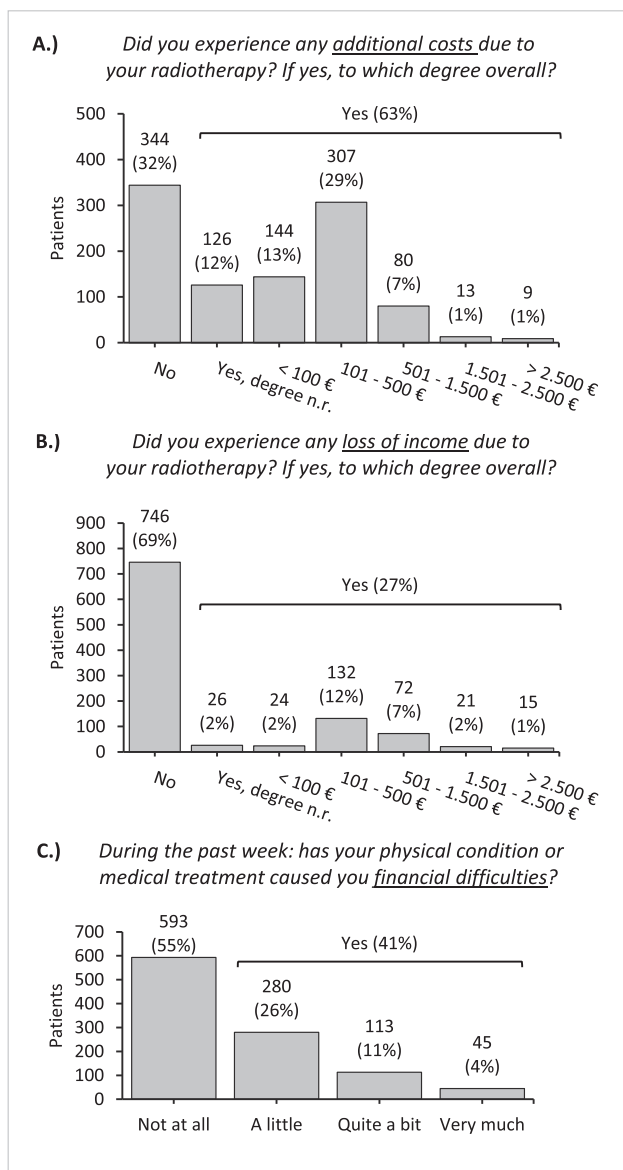 A.)
Did you experience any additional costs due to
your radiotherapy? If yes, to which degree overall?
500
400
300
200
100
0
Patients
Yes (63%)
344
(32%)
126
(12%)
144
(13%)
307
(29%)
80
(7%)
13
(1%)
9
(1%)
No
Yes, degree n.r.
< 100 €
101 - 500 €
501 - 1.500 €
1.501 - 2.500 €
> 2.500 €
B.)
Did you experience any loss of income due to
your radiotherapy? If yes, to which degree overall?
900
800
700
600
500
400
300
200
100
0
Patients
Yes (27%)
746
(69%)
26
(2%)
24
(2%)
132
(12%)
72
(7%)
21
(2%)
15
(1%)
No
Yes, degree n.r.
< 100 €
101 - 500 €
501 - 1.500 €
1.501 - 2.500 €
> 2.500 €
C.)
During the past week: has your physical condition or
medical treatment caused you financial difficulties?
700
600
500
400
300
200
100
0
Patients
Yes (41%)
593
(55%)
280
(26%)
113
(11%)
45
(4%)
Not at all
A little
Quite a bit
Very much